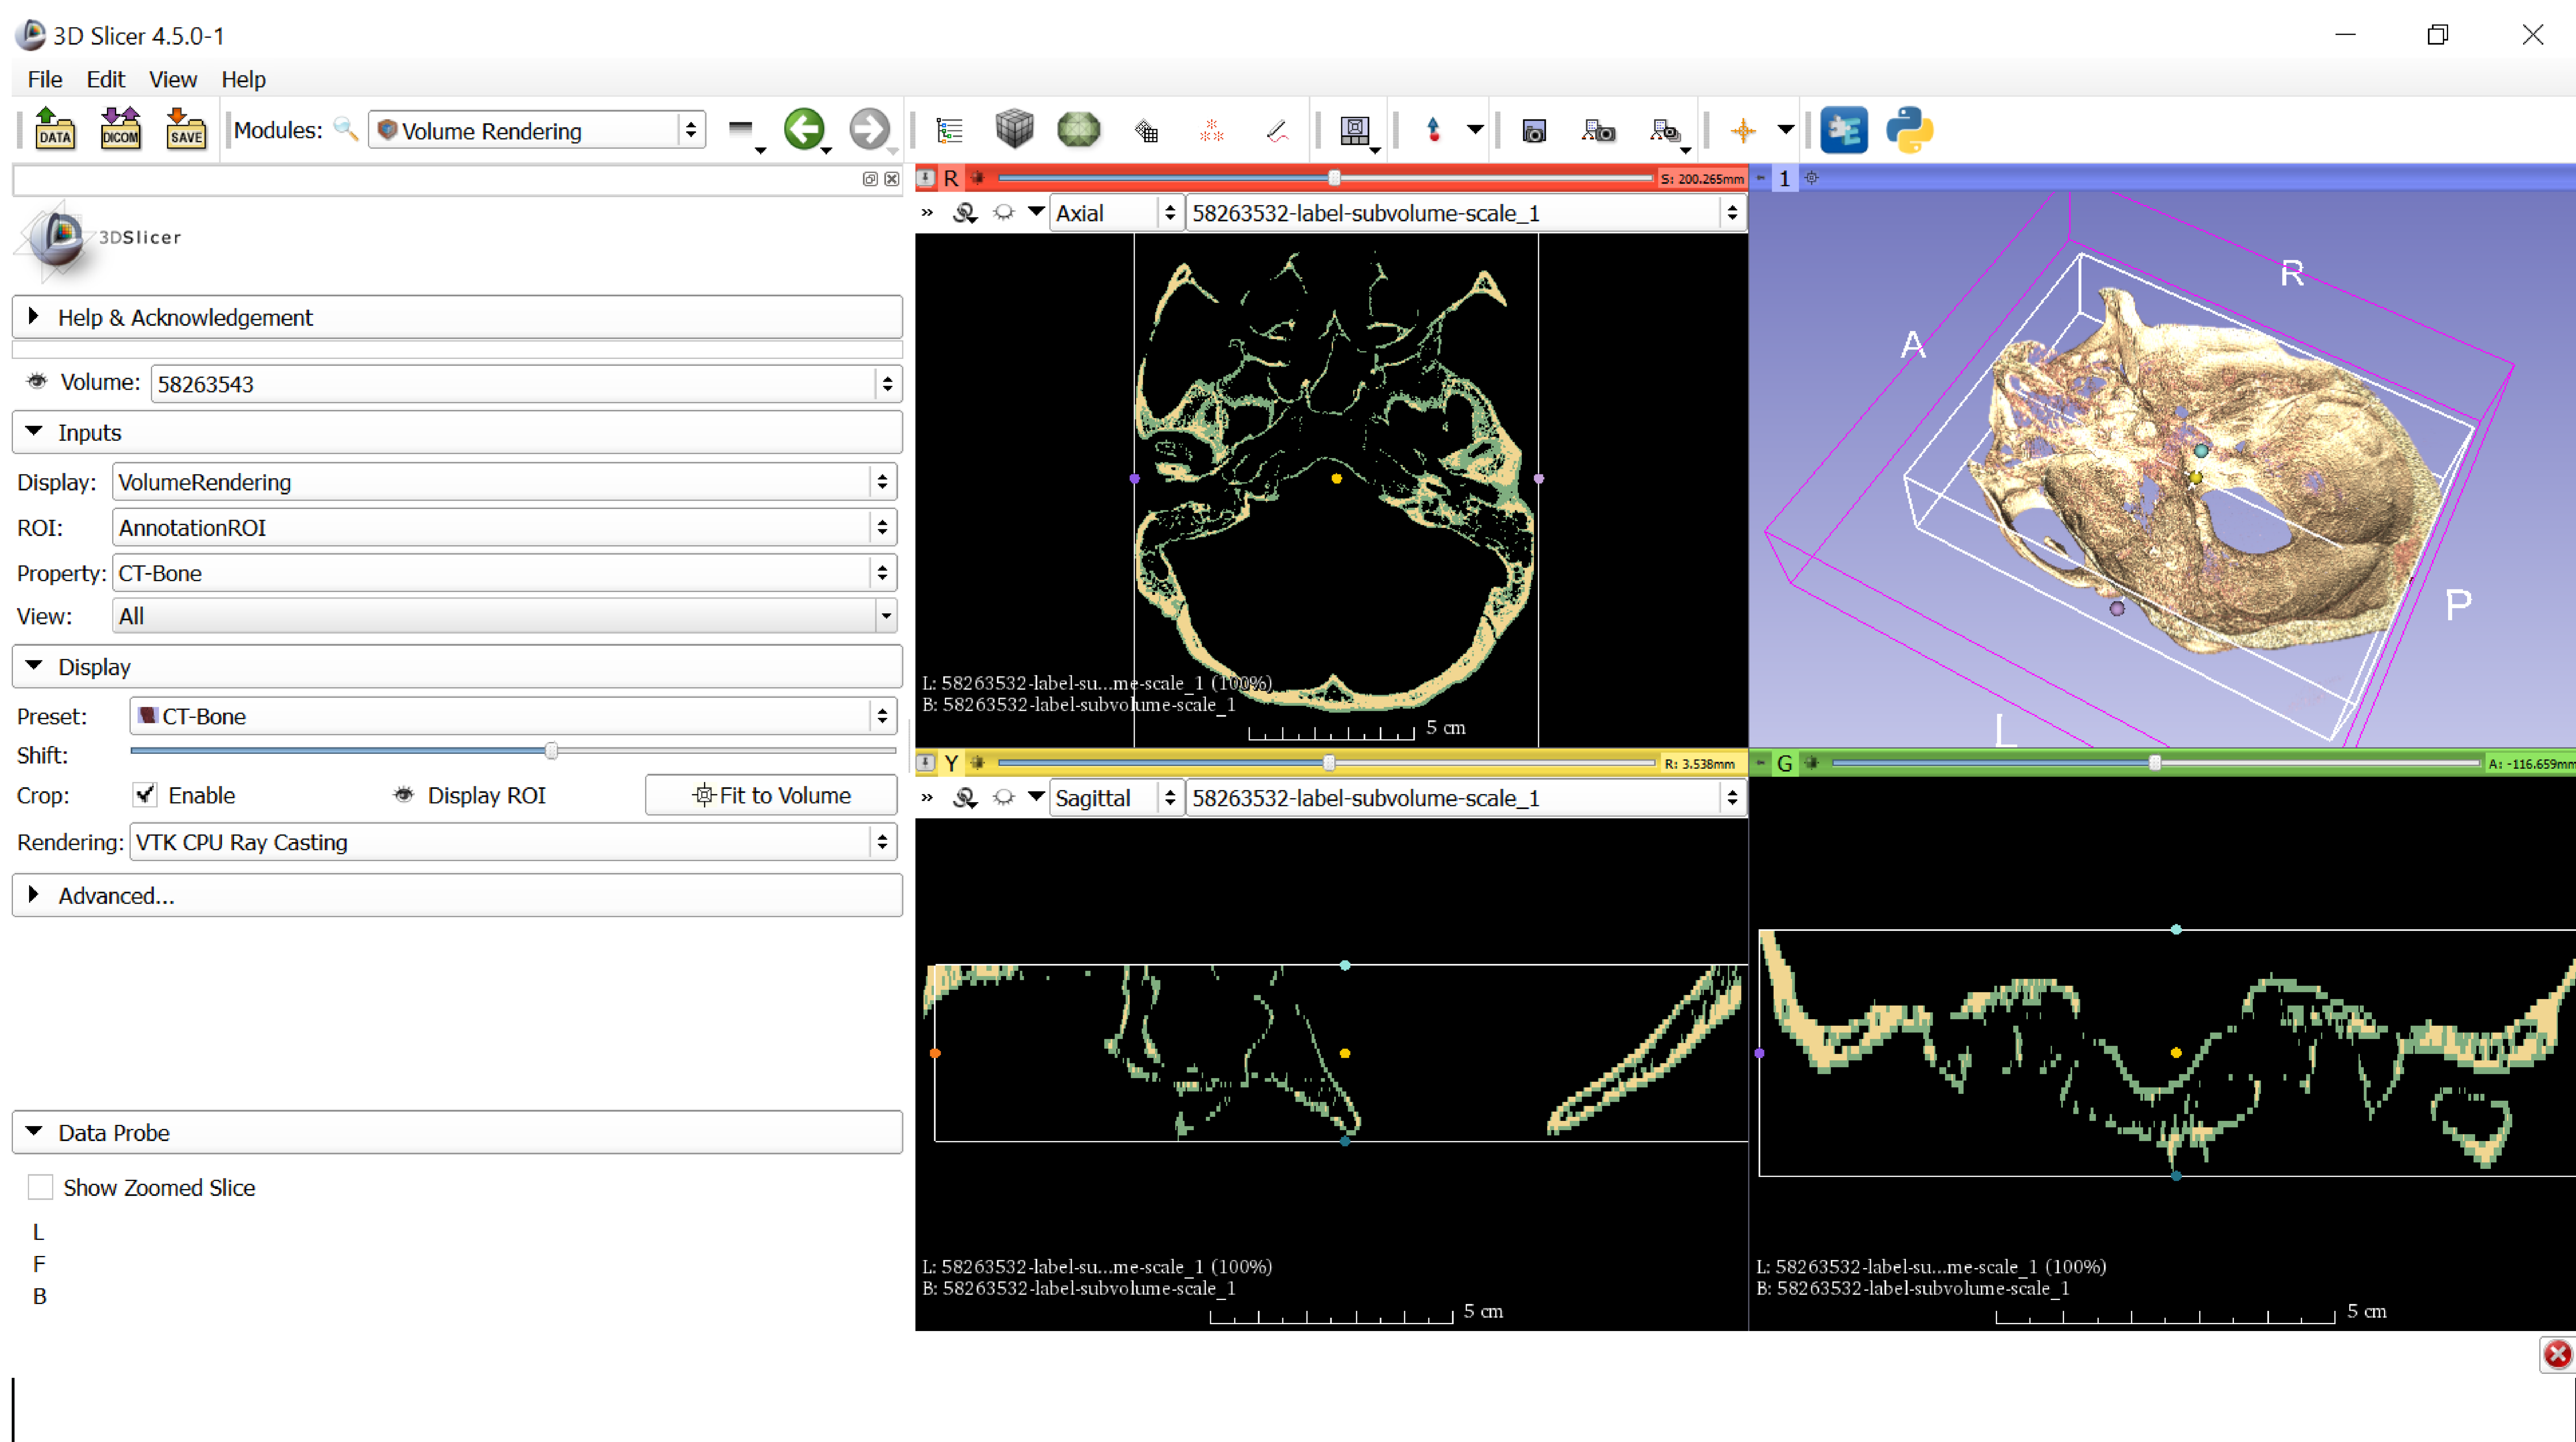 3D Slicer 4.5.0-1
File Edit View Help
DATA DICOM SAVE Modules: Volume Rendering
3DSlicer
Help & Acknowledgement
Volume: 58263543
Inputs
Display: VolumeRendering
ROI: AnnotationROI
Property: CT-Bone
View: All
Display
Preset: CT-Bone
Shift:
Crop: Enable Display ROI Fit to Volume
Rendering: VTK CPU Ray Casting
Advanced...
Data Probe
Show Zoomed Slice
L
F
B
R S: 200.265mm
Axial 58263532-label-subvolume-scale_1
L: 58263532-label-su...me-scale_1 (100%)
B: 58263532-label-subvolume-scale_1
5 cm
1
R
A
P
L
Y R: 3.538mm
Sagittal 58263532-label-subvolume-scale_1
L: 58263532-label-su...me-scale_1 (100%)
B: 58263532-label-subvolume-scale_1
5 cm
G A: -116.659mm
L: 58263532-label-su...me-scale_1 (100%)
B: 58263532-label-subvolume-scale_1
5 cm